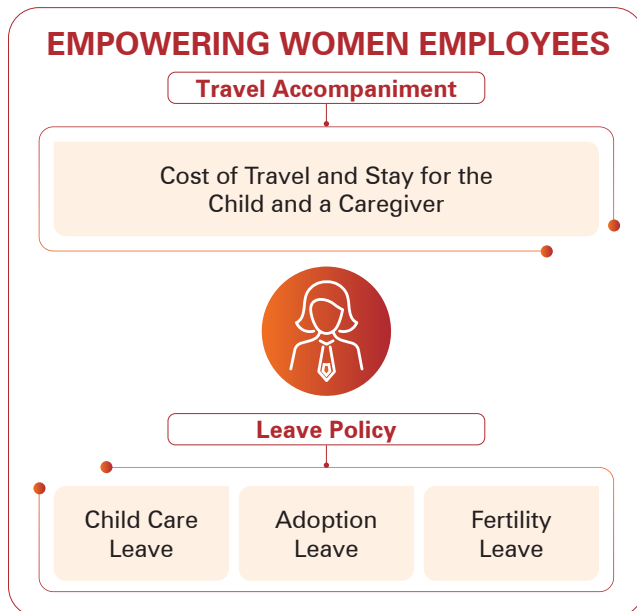 EMPOWERING WOMEN EMPLOYEES
Travel Accompaniment
Cost of Travel and Stay for the
Child and a Caregiver
Leave Policy
Child Care
Leave
Adoption
Leave
Fertility
Leave